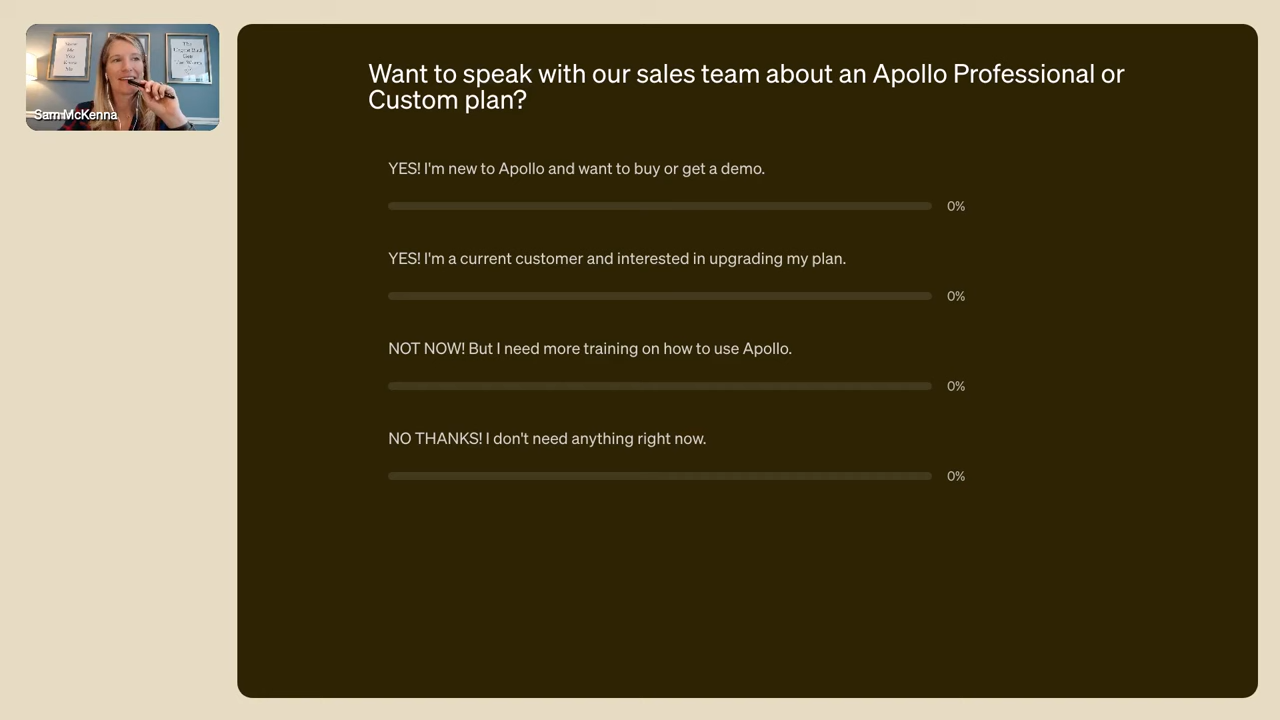 Sam McKenna
Want to speak with our sales team about an Apollo Professional or
Custom plan?
YES! I'm new to Apollo and want to buy or get a demo.
0%
YES! I'm a current customer and interested in upgrading my plan.
0%
NOT NOW! But I need more training on how to use Apollo.
0%
NO THANKS! I don't need anything right now.
0%